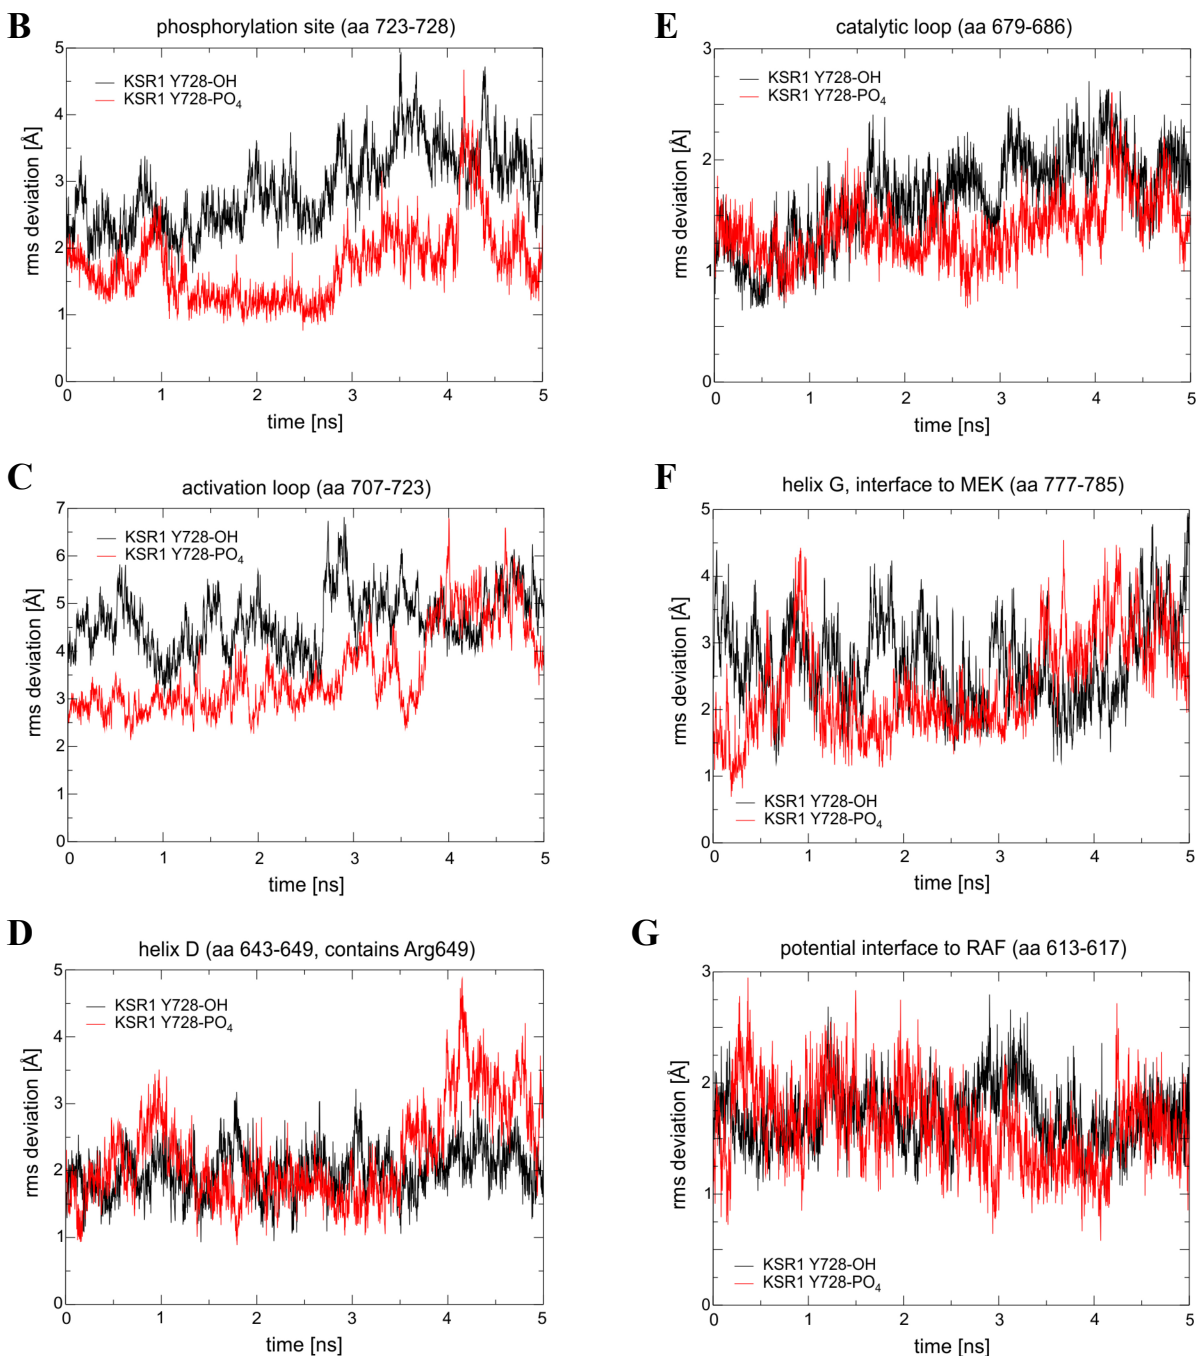 B
phosphorylation site (aa 723-728)
5
4
3
2
1
0
rms deviation [Å]
KSR1 Y728-OH
KSR1 Y728-PO₄
0 1 2 3 4 5
time [ns]
E
catalytic loop (aa 679-686)
3
2
1
0
rms deviation [Å]
KSR1 Y728-OH
KSR1 Y728-PO₄
0 1 2 3 4 5
time [ns]
C
activation loop (aa 707-723)
7
6
5
4
3
2
1
0
rms deviation [Å]
KSR1 Y728-OH
KSR1 Y728-PO₄
0 1 2 3 4 5
time [ns]
F
helix G, interface to MEK (aa 777-785)
5
4
3
2
1
0
rms deviation [Å]
KSR1 Y728-OH
KSR1 Y728-PO₄
0 1 2 3 4 5
time [ns]
D
helix D (aa 643-649, contains Arg649)
5
4
3
2
1
0
rms deviation [Å]
KSR1 Y728-OH
KSR1 Y728-PO₄
0 1 2 3 4 5
time [ns]
G
potential interface to RAF (aa 613-617)
3
2
1
0
rms deviation [Å]
KSR1 Y728-OH
KSR1 Y728-PO₄
0 1 2 3 4 5
time [ns]